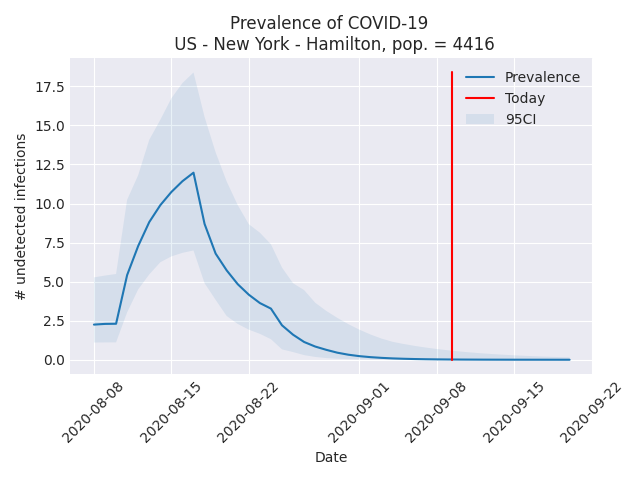 Prevalence of COVID-19
US - New York - Hamilton, pop. = 4416
# undetected infections
17.5
15.0
12.5
10.0
7.5
5.0
2.5
0.0
Prevalence
Today
95CI
2020-08-08
2020-08-15
2020-08-22
2020-09-01
2020-09-08
2020-09-15
2020-09-22
Date